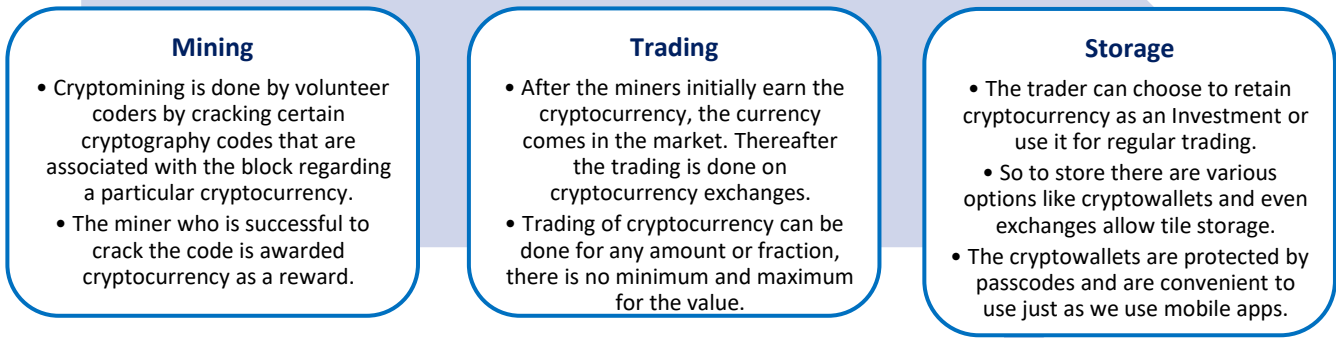 Mining
• Cryptomining is done by volunteer
coders by cracking certain
cryptography codes that are
associated with the block regarding
a particular cryptocurrency.
• The miner who is successful to
crack the code is awarded
cryptocurrency as a reward.
Trading
• After the miners initially earn the
cryptocurrency, the currency
comes in the market. Thereafter
the trading is done on
cryptocurrency exchanges.
• Trading of cryptocurrency can be
done for any amount or fraction,
there is no minimum and maximum
for the value.
Storage
• The trader can choose to retain
cryptocurrency as an Investment or
use it for regular trading.
• So to store there are various
options like cryptowallets and even
exchanges allow tile storage.
• The cryptowallets are protected by
passcodes and are convenient to
use just as we use mobile apps.